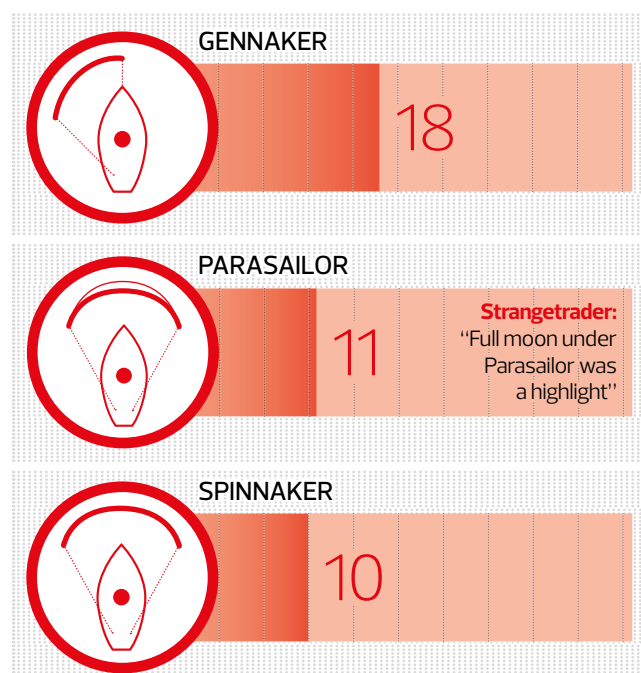 GENNAKER
18
PARASAILOR
11
Strangetrader:
“Full moon under
Parasailor was
a highlight”
SPINNAKER
10